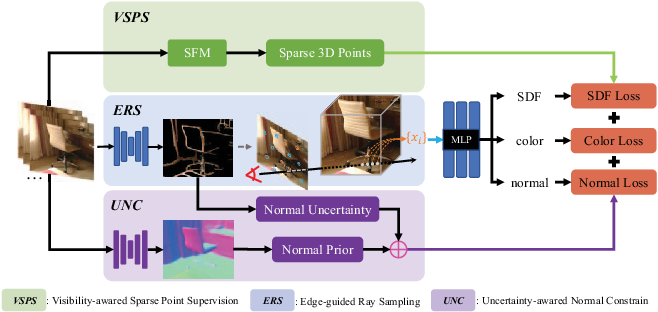 VSPS
SFM
Sparse 3D Points
ERS
{x_i}
MLP
SDF
color
normal
SDF Loss
+
Color Loss
+
Normal Loss
...
UNC
Normal Uncertainty
Normal Prior
VSPS : Visibility-awared Sparse Point Supervision
ERS : Edge-guided Ray Sampling
UNC : Uncertainty-awared Normal Constrain